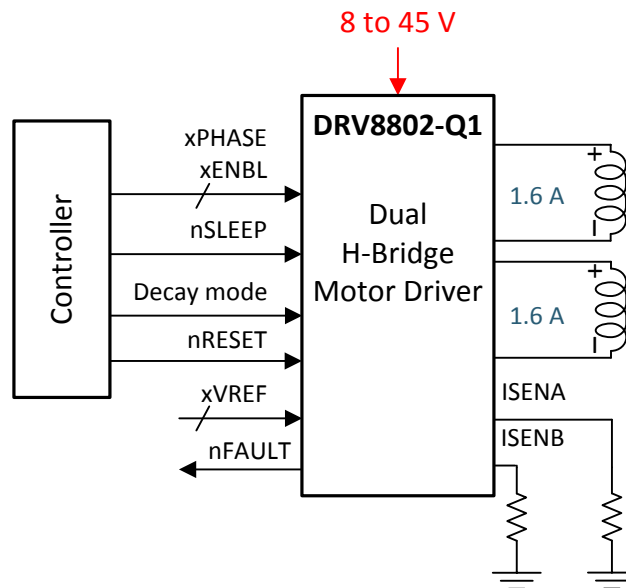 8 to 45 V
DRV8802-Q1
Dual
H-Bridge
Motor Driver
Controller
xPHASE
xENBL
nSLEEP
Decay mode
nRESET
xVREF
nFAULT
+
1.6 A
–
+
1.6 A
–
ISENA
ISENB